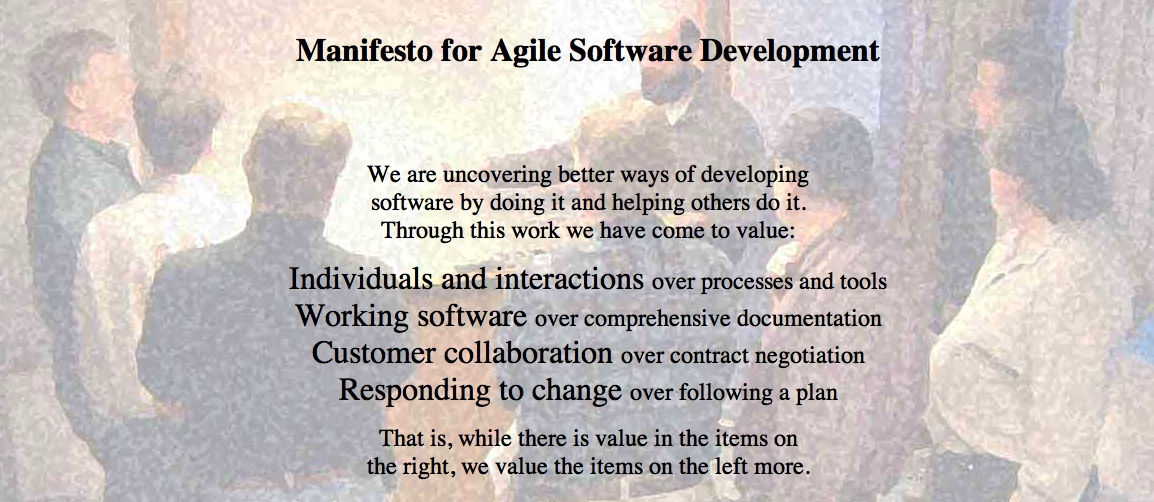 Manifesto for Agile Software Development
We are uncovering better ways of developing
software by doing it and helping others do it.
Through this work we have come to value:
Individuals and interactions over processes and tools
Working software over comprehensive documentation
Customer collaboration over contract negotiation
Responding to change over following a plan
That is, while there is value in the items on
the right, we value the items on the left more.